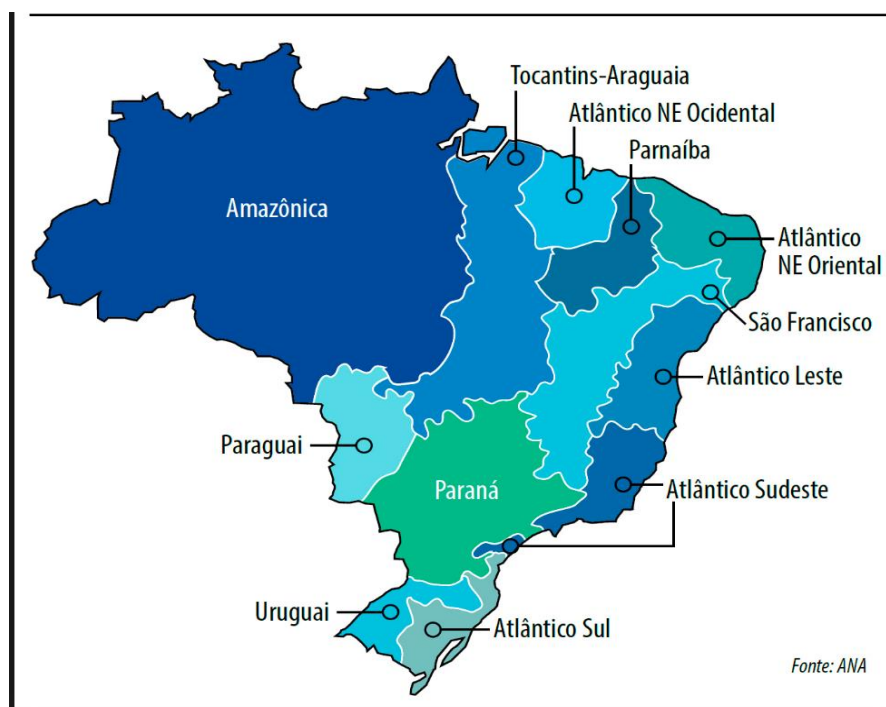 Tocantins-Araguaia
Atlântico NE Ocidental
Parnaíba
Amazônica
Atlântico
NE Oriental
São Francisco
Atlântico Leste
Paraguai
Paraná
Atlântico Sudeste
Uruguai
Atlântico Sul
Fonte: ANA